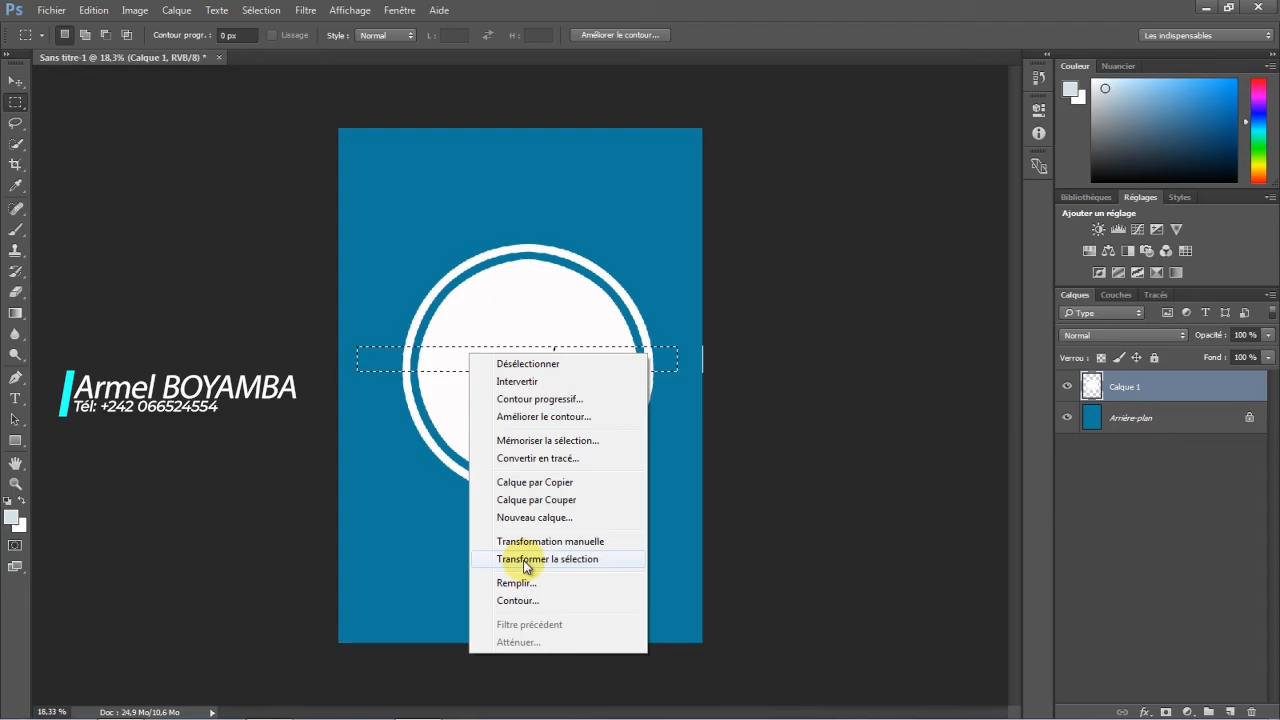 Ps Fichier Edition Image Calque Texte Sélection Filtre Affichage Fenêtre Aide
Contour progr. : 0 px Lissage Style : Normal L : H : Améliorer le contour... Les indispensables
Sans titre-1 @ 18,3% (Calque 1, RVB/8) * ×
Couleur Nuancier
Bibliothèques Réglages Styles
Ajouter un réglage
Calques Couches Tracés
Type
Normal Opacité : 100 %
Verrou : Fond : 100 %
Calque 1
Arrière-plan
Armel BOYAMBA
Tél: +242 066524554
Désélectionner
Intervertir
Contour progressif...
Améliorer le contour...
Mémoriser la sélection...
Convertir en tracé...
Calque par Copier
Calque par Couper
Nouveau calque...
Transformation manuelle
Transformer la sélection
Remplir...
Contour...
Filtre précédent
Atténuer...
18,33 % Doc : 24,9 Mo/10,6 Mo
fx